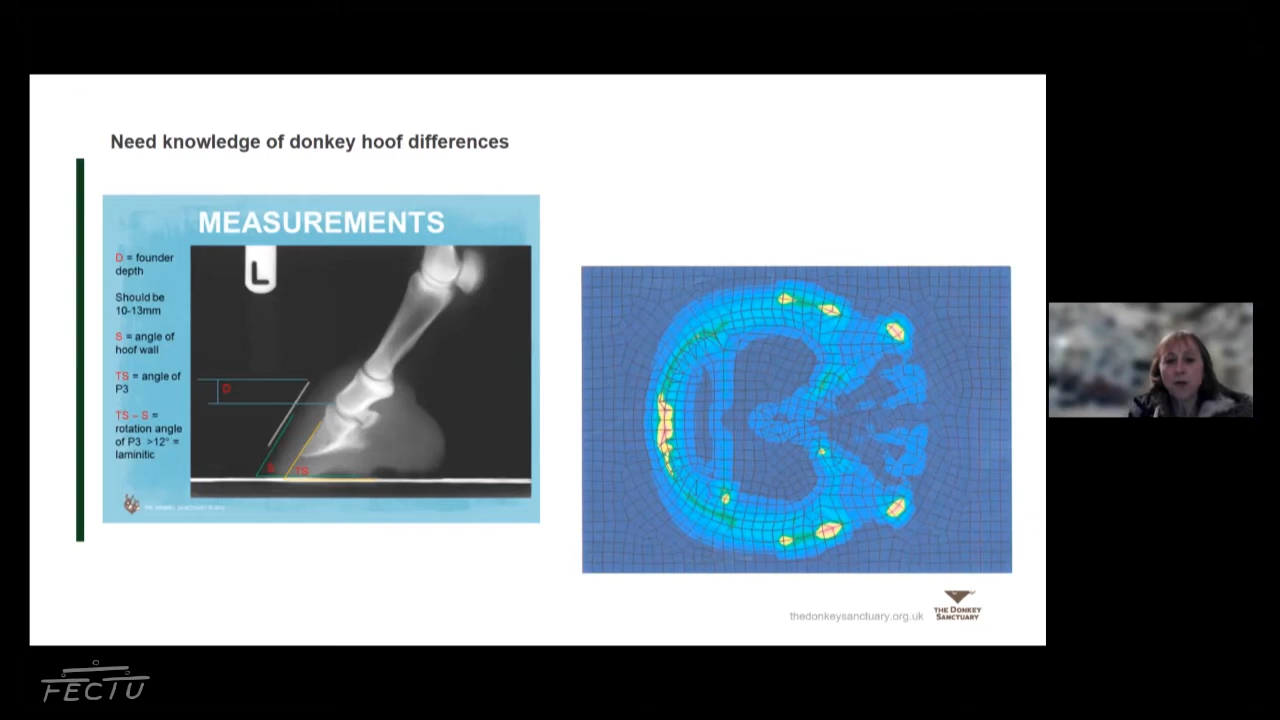 Need knowledge of donkey hoof differences
MEASUREMENTS
D = founder
depth
Should be
10-13mm
S = angle of
hoof wall
TS = angle of
P3
TS – S =
rotation angle
of P3 >12° =
laminitic
L
D
S
TS
thedonkeysanctuary.org.uk
THE DONKEY
SANCTUARY
FECTU